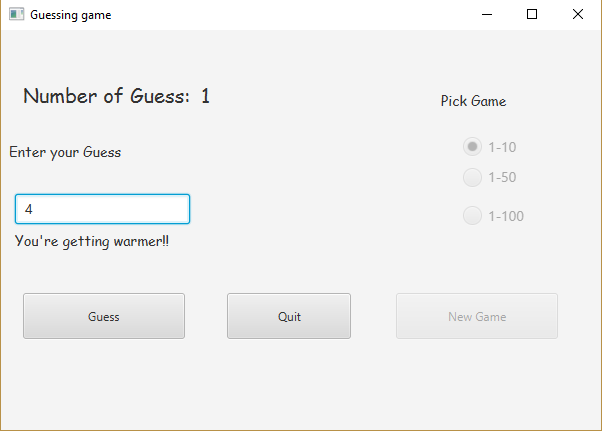 Guessing game
Number of Guess: 1
Pick Game
Enter your Guess
1-10
1-50
4
1-100
You're getting warmer!!
Guess
Quit
New Game